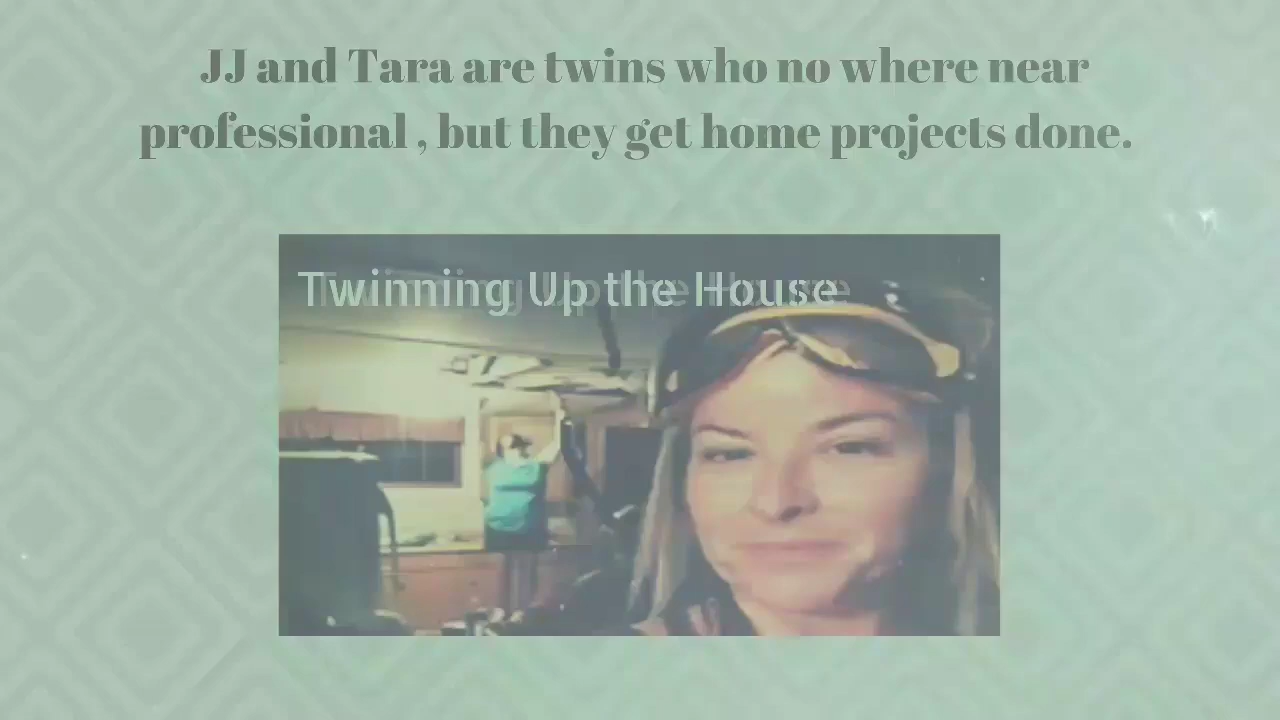 JJ and Tara are twins who no where near
professional , but they get home projects done.
Twinning Up the House